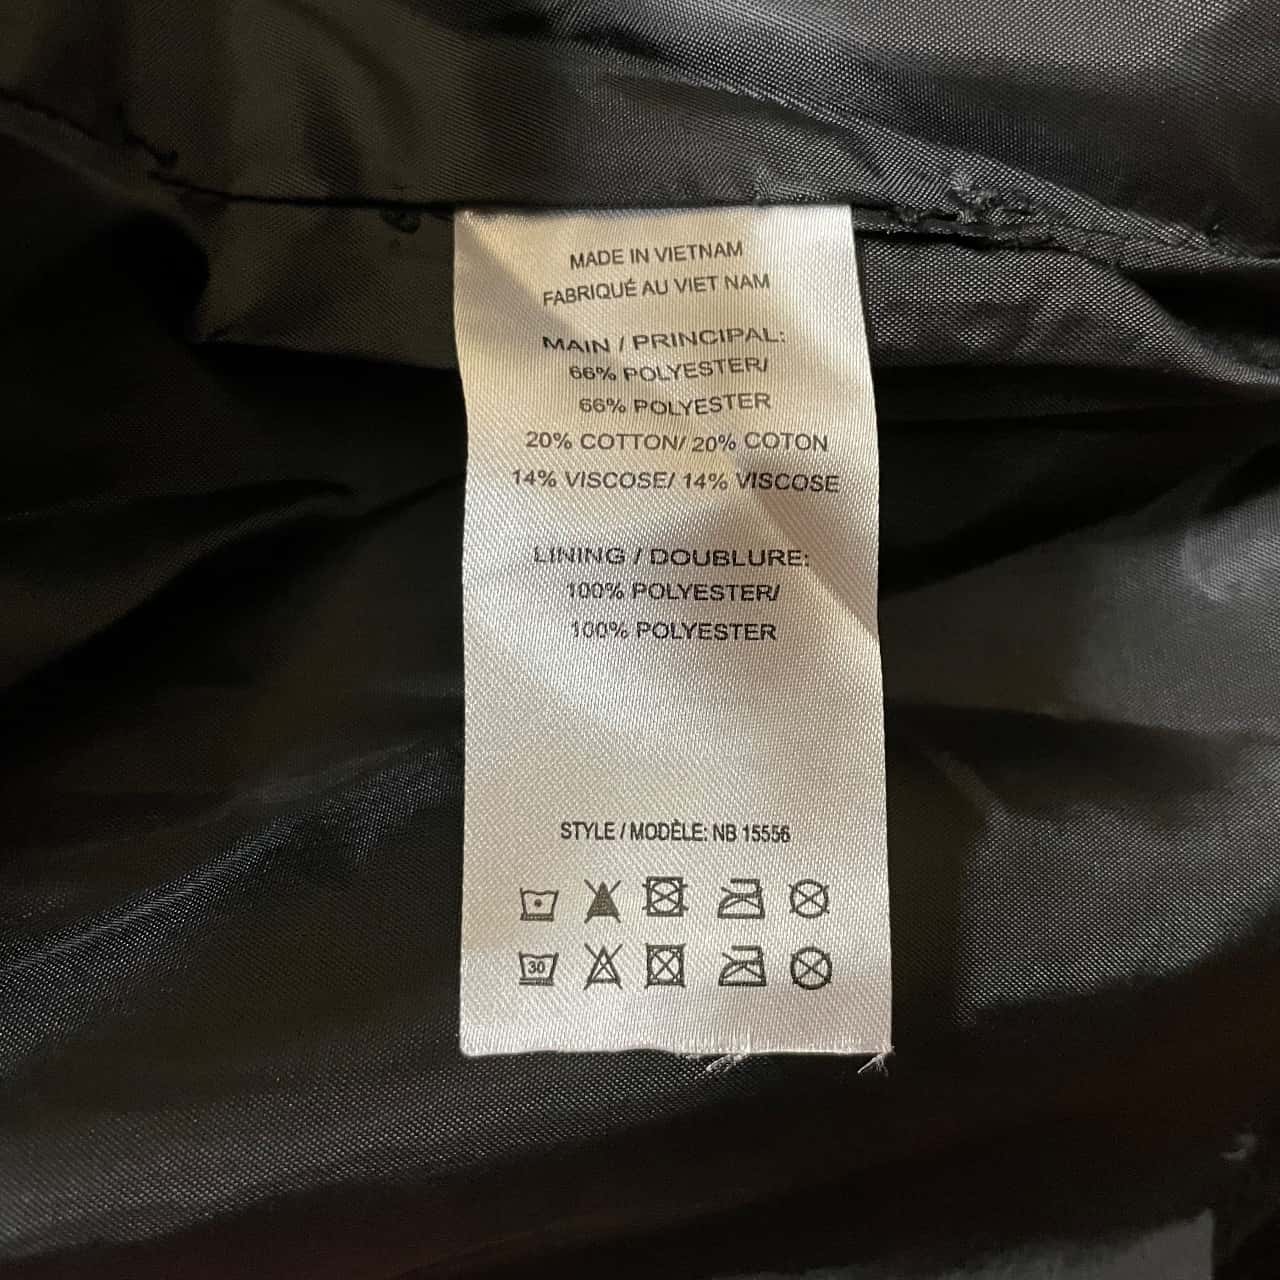 MADE IN VIETNAM
FABRIQUÉ AU VIET NAM
MAIN / PRINCIPAL:
66% POLYESTER/
66% POLYESTER
20% COTTON/ 20% COTON
14% VISCOSE/ 14% VISCOSE
LINING / DOUBLURE:
100% POLYESTER/
100% POLYESTER
STYLE / MODÈLE: NB 15556
30